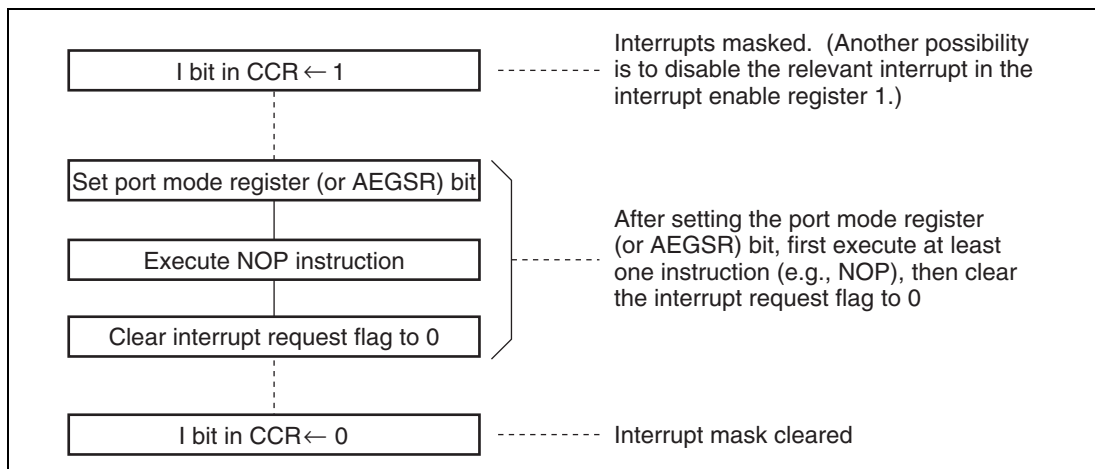 I bit in CCR ← 1
Interrupts masked. (Another possibility
is to disable the relevant interrupt in the
interrupt enable register 1.)
Set port mode register (or AEGSR) bit
Execute NOP instruction
Clear interrupt request flag to 0
After setting the port mode register
(or AEGSR) bit, first execute at least
one instruction (e.g., NOP), then clear
the interrupt request flag to 0
I bit in CCR ← 0
Interrupt mask cleared